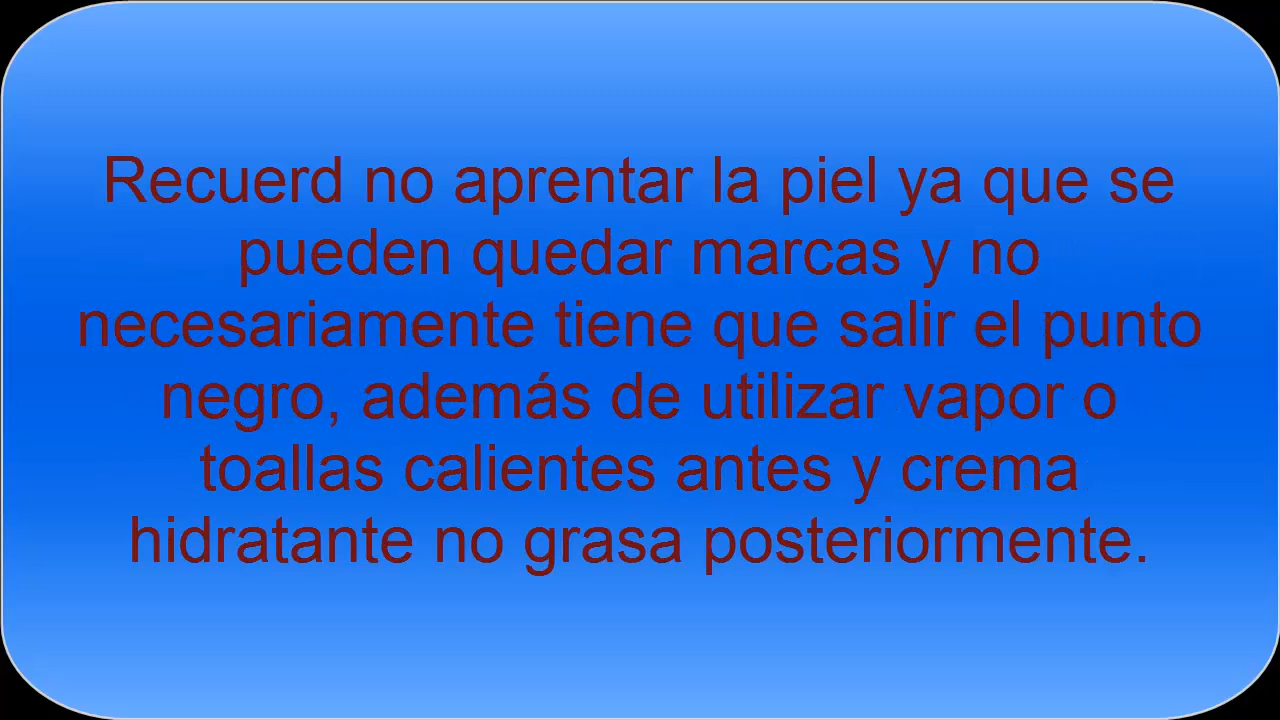 Recuerd no aprentar la piel ya que se
pueden quedar marcas y no
necesariamente tiene que salir el punto
negro, además de utilizar vapor o
toallas calientes antes y crema
hidratante no grasa posteriormente.